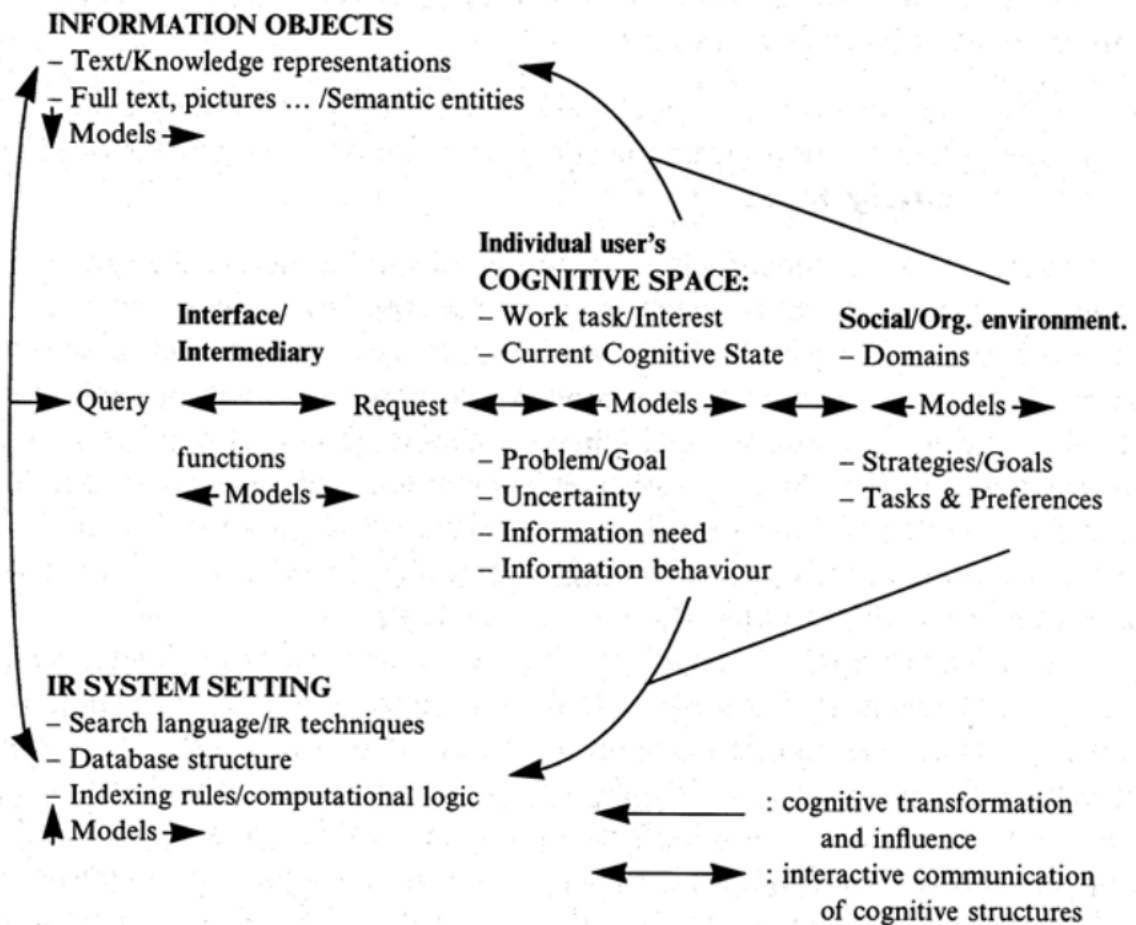 INFORMATION OBJECTS
– Text/Knowledge representations
– Full text, pictures ... /Semantic entities
Models
Individual user's
COGNITIVE SPACE:
– Work task/Interest
– Current Cognitive State
Interface/
Intermediary
Social/Org. environment.
– Domains
Query
Request
Models
Models
functions
Models
– Problem/Goal
– Uncertainty
– Information need
– Information behaviour
– Strategies/Goals
– Tasks & Preferences
IR SYSTEM SETTING
– Search language/IR techniques
– Database structure
– Indexing rules/computational logic
Models
: cognitive transformation
and influence
: interactive communication
of cognitive structures